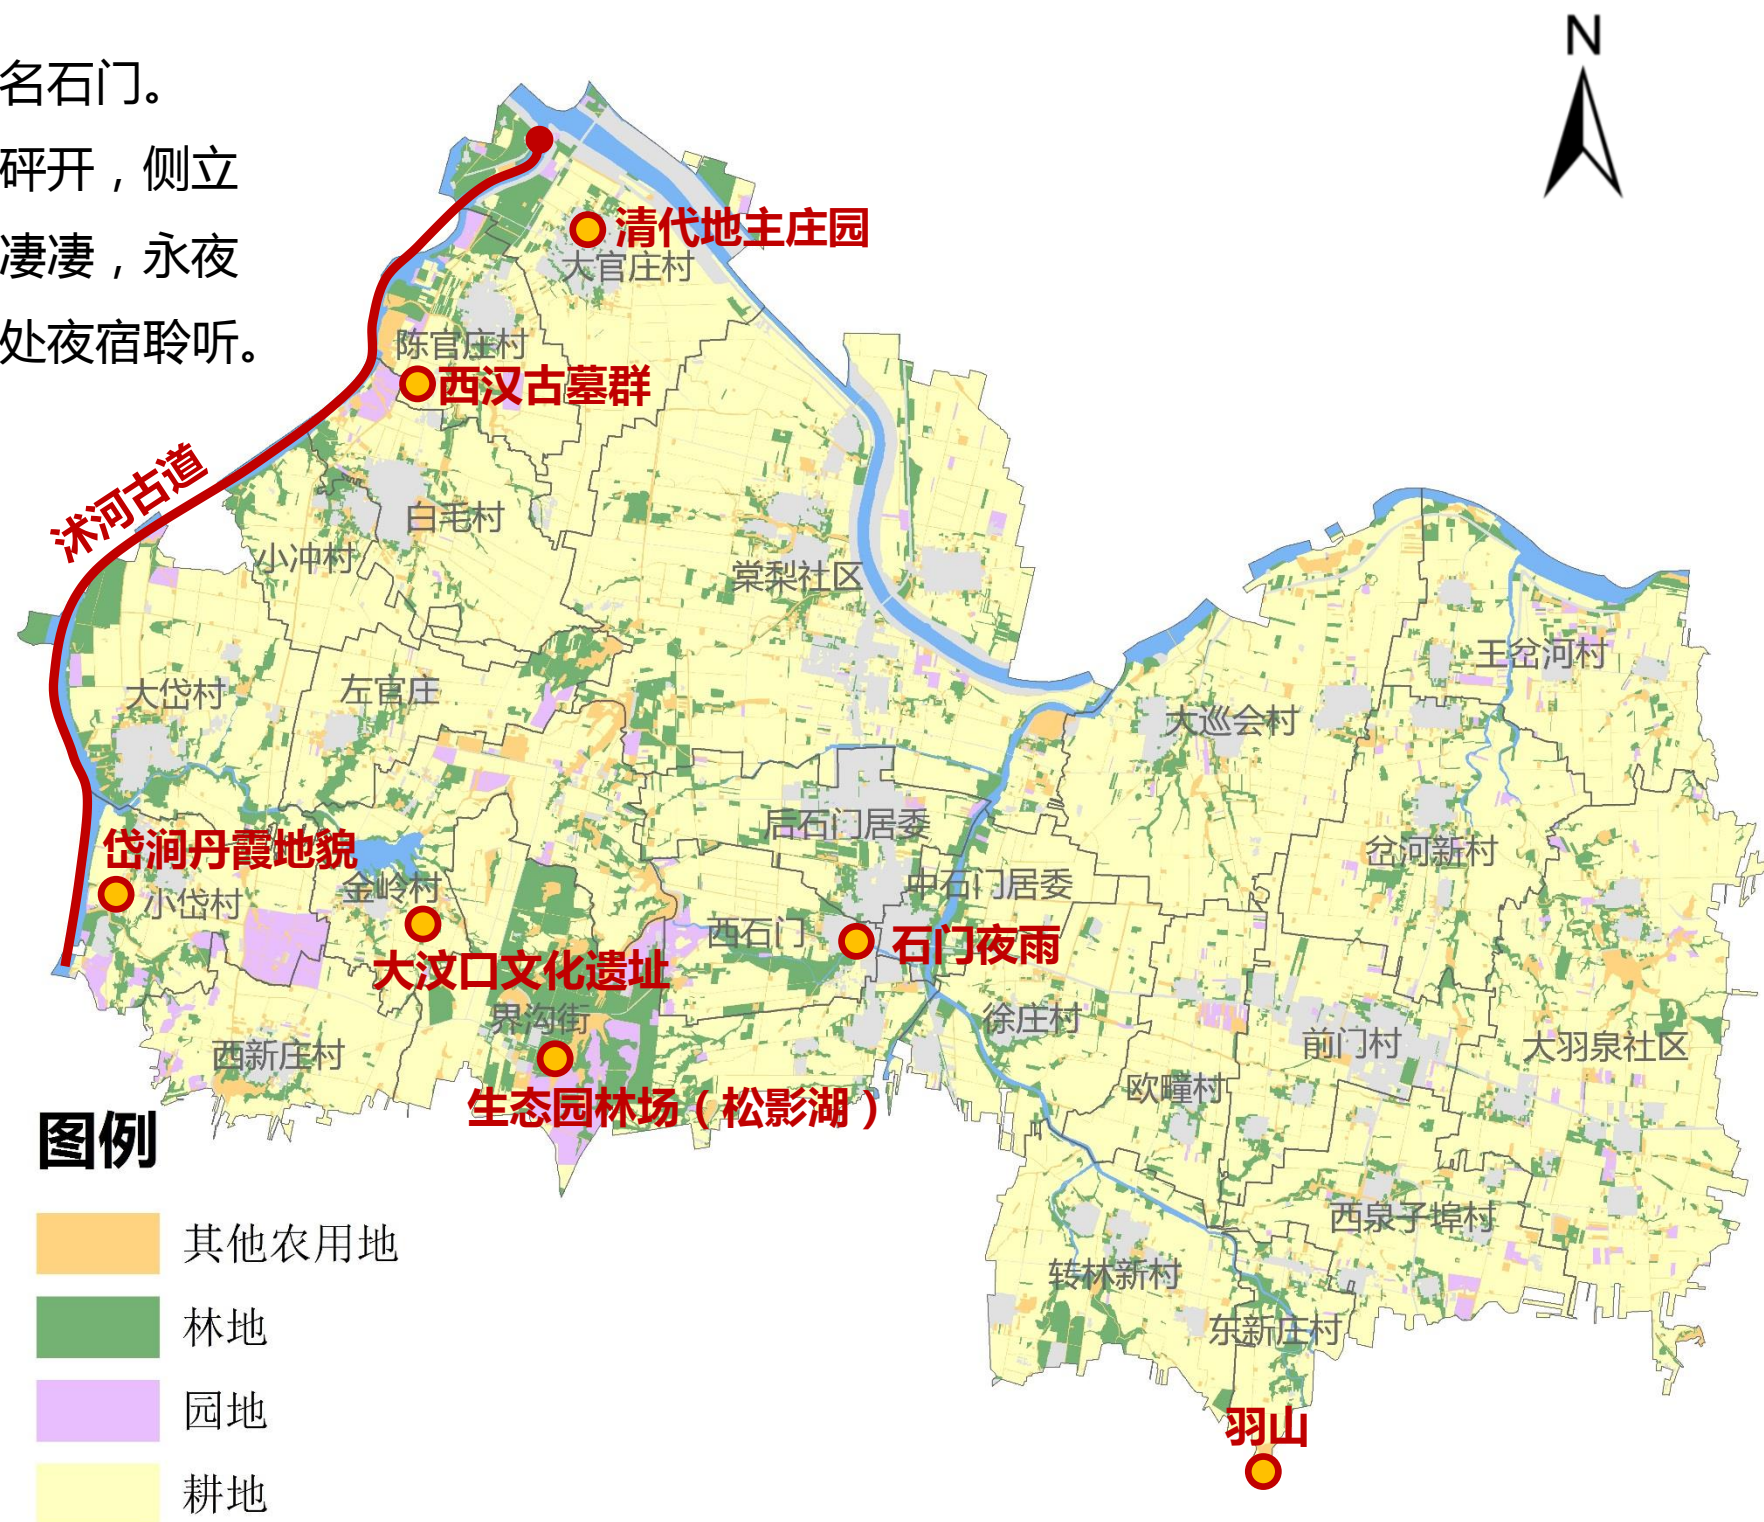 N
名石门。
砰开，侧立
凄凄，永夜
处夜宿聆听。
清代地主庄园
大官庄村
陈官庄村
西汉古墓群
沭河古道
白毛村
小冲村
棠梨社区
王岔河村
大岱村
左官庄
大巡会村
后石门居委
岱涧丹霞地貌
岔河新村
金岭村
中石门居委
小岱村
西石门
石门夜雨
大汶口文化遗址
界沟街
徐庄村
前门村
大羽泉社区
西新庄村
欧疃村
生态园林场（松影湖）
西泉子埠村
转林新村
东新庄村
羽山
图例
其他农用地
林地
园地
耕地